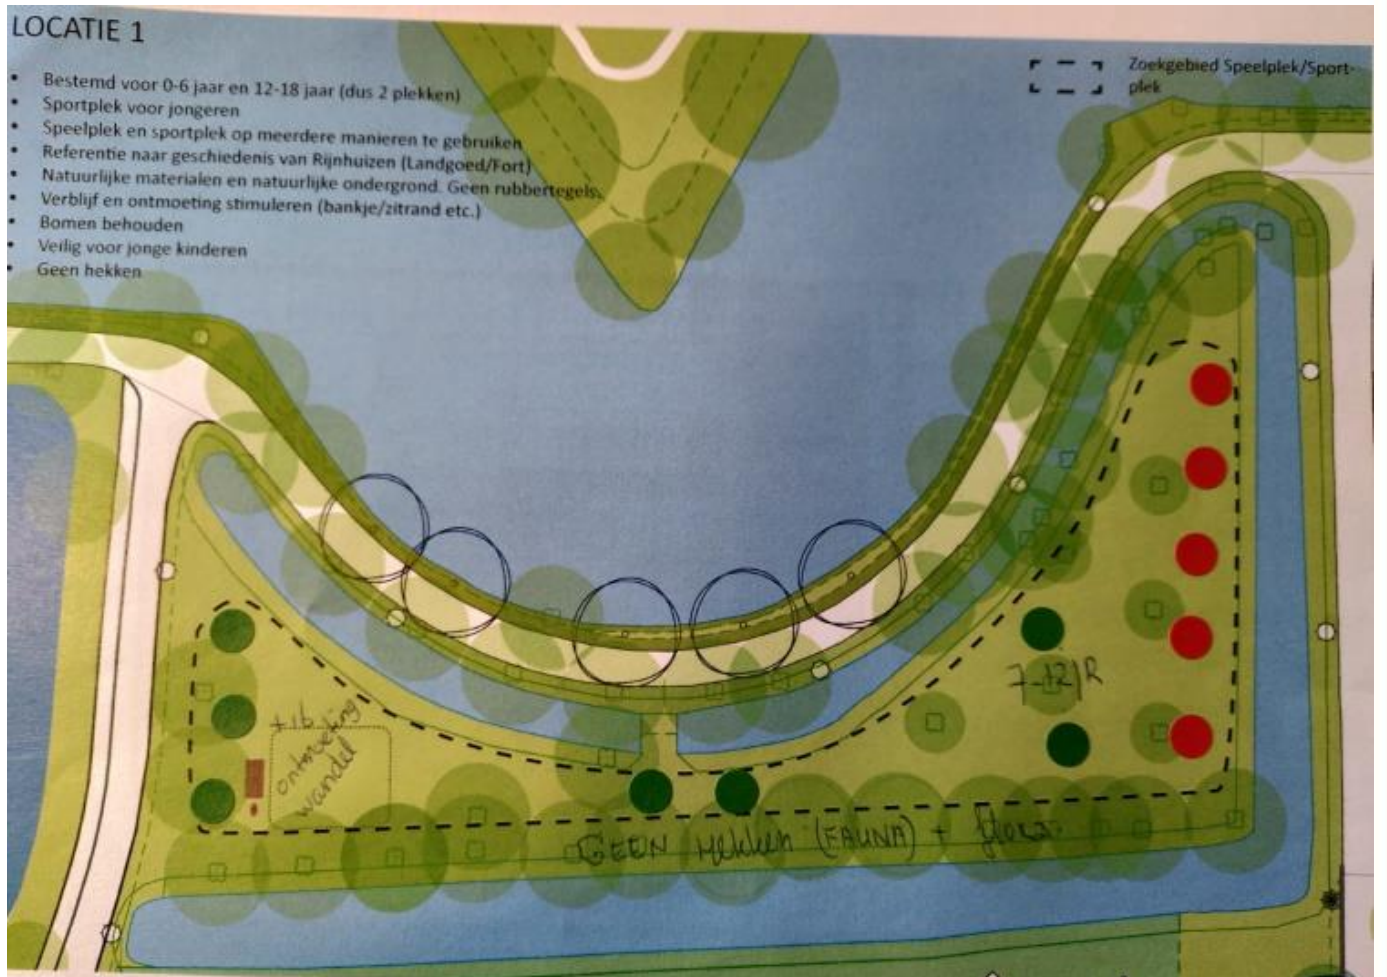 LOCATIE 1
• Bestemd voor 0-6 jaar en 12-18 jaar (dus 2 plekken)
• Sportplek voor jongeren
• Speelplek en sportplek op meerdere manieren te gebruiken
• Referentie naar geschiedenis van Rijnhuizen (Landgoed/Fort)
• Natuurlijke materialen en natuurlijke ondergrond. Geen rubbertegels.
• Verblijf en ontmoeting stimuleren (bankje/zitrand etc.)
• Bomen behouden
• Veilig voor jonge kinderen
• Geen hekken
Zoekgebied Speelplek/Sport-
plek
7-12/R
ontmoeting
wandel
GEEN Hekken (FAUNA) + flora.